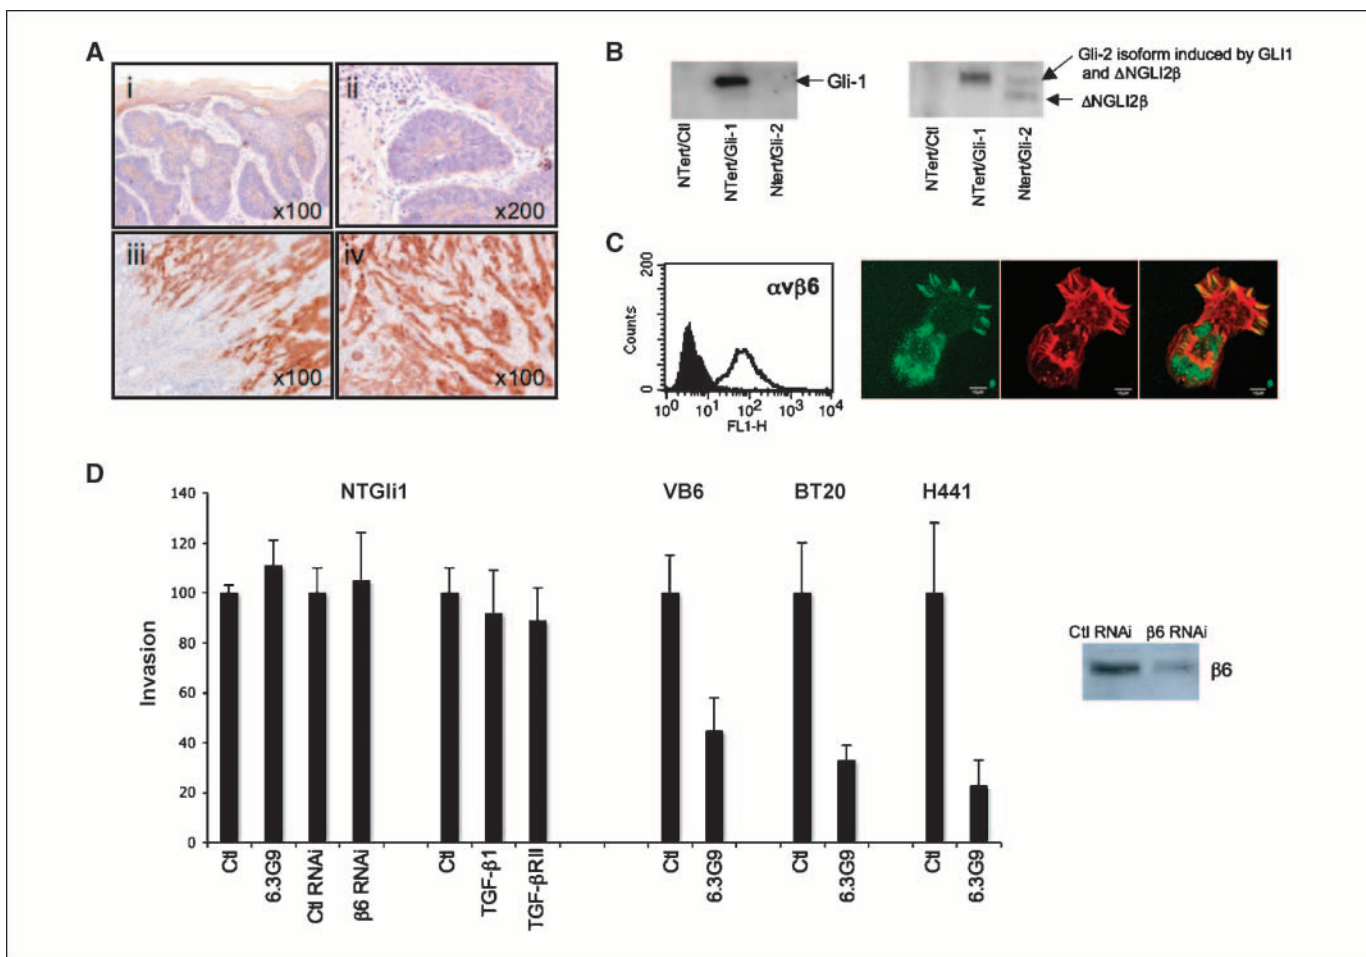 A
i
ii
x100
x200
iii
iv
x100
x100
B
Gli-1
NTert/Ctl
NTert/Gli-1
Ntert/Gli-2
Gli-2 isoform induced by GLI1
and ΔNGLI2β
ΔNGLI2β
NTert/Ctl
NTert/Gli-1
Ntert/Gli-2
C
αvβ6
Counts
200
0
10⁰ 10¹ 10² 10³ 10⁴
FL1-H
D
NTGli1 VB6 BT20 H441
Invasion
140
120
100
80
60
40
20
0
Ctl
6.3G9
Ctl RNAi
β6 RNAi
Ctl
TGF-β1
TGF-βRII
Ctl
6.3G9
Ctl
6.3G9
Ctl
6.3G9
Ctl RNAi β6 RNAi
β6